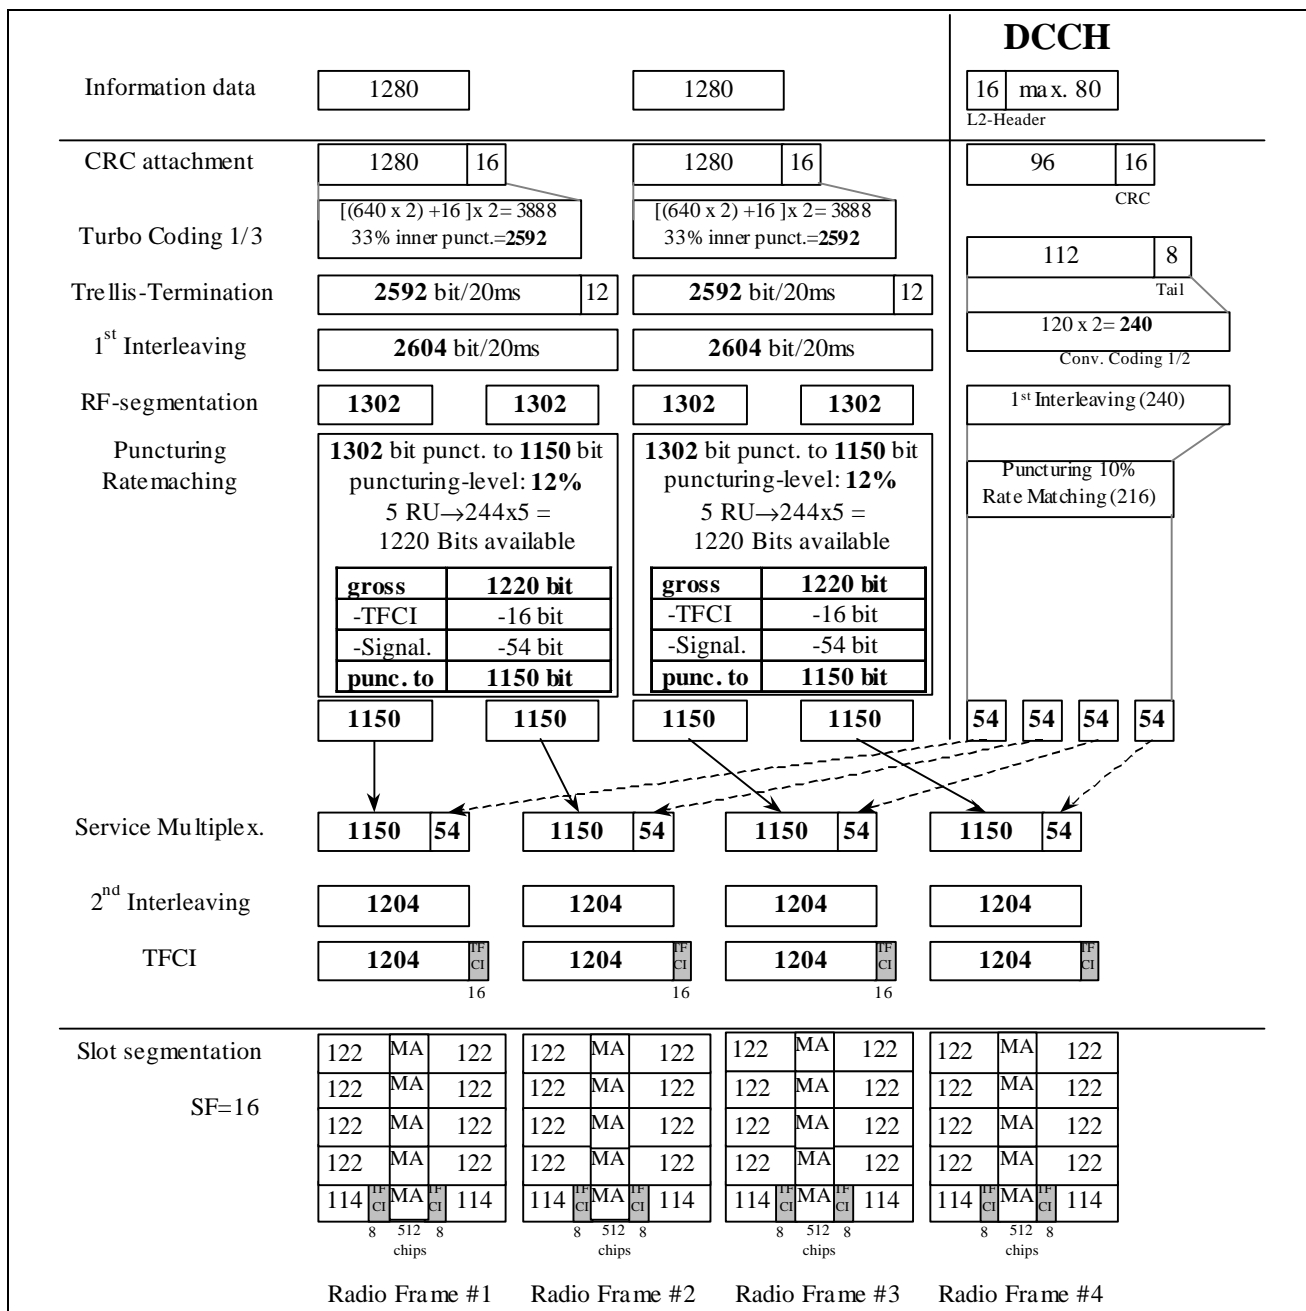 DCCH
Information data 1280 1280 16 max. 80
L2-Header
CRC attachment 1280 16 1280 16 96 16
CRC
[(640 x 2) +16 ]x 2= 3888 [(640 x 2) +16 ]x 2= 3888
Turbo Coding 1/3 33% inner punct.=2592 33% inner punct.=2592 112 8
Tail
Trellis-Termination 2592 bit/20ms 12 2592 bit/20ms 12
120 x 2= 240
Conv. Coding 1/2
1st Interleaving 2604 bit/20ms 2604 bit/20ms
RF-segmentation 1302 1302 1302 1302 1st Interleaving (240)
Puncturing 1302 bit punct. to 1150 bit 1302 bit punct. to 1150 bit Puncturing 10%
Ratemaching puncturing-level: 12% puncturing-level: 12% Rate Matching (216)
5 RU→244x5 = 5 RU→244x5 =
1220 Bits available 1220 Bits available
gross 1220 bit gross 1220 bit
-TFCI -16 bit -TFCI -16 bit
-Signal. -54 bit -Signal. -54 bit
punc. to 1150 bit punc. to 1150 bit
1150 1150 1150 1150 54 54 54 54
Service Multiplex. 1150 54 1150 54 1150 54 1150 54
2nd Interleaving 1204 1204 1204 1204
TFCI 1204 TF CI 1204 TF CI 1204 TF CI 1204 TF CI
16 16 16
Slot segmentation 122 MA 122 122 MA 122 122 MA 122 122 MA 122
SF=16 122 MA 122 122 MA 122 122 MA 122 122 MA 122
122 MA 122 122 MA 122 122 MA 122 122 MA 122
122 MA 122 122 MA 122 122 MA 122 122 MA 122
114 TF CI MA TF CI 114 114 TF CI MA TF CI 114 114 TF CI MA TF CI 114 114 TF CI MA TF CI 114
8 512 8 8 512 8 8 512 8 8 512 8
chips chips chips chips
Radio Frame #1 Radio Frame #2 Radio Frame #3 Radio Frame #4